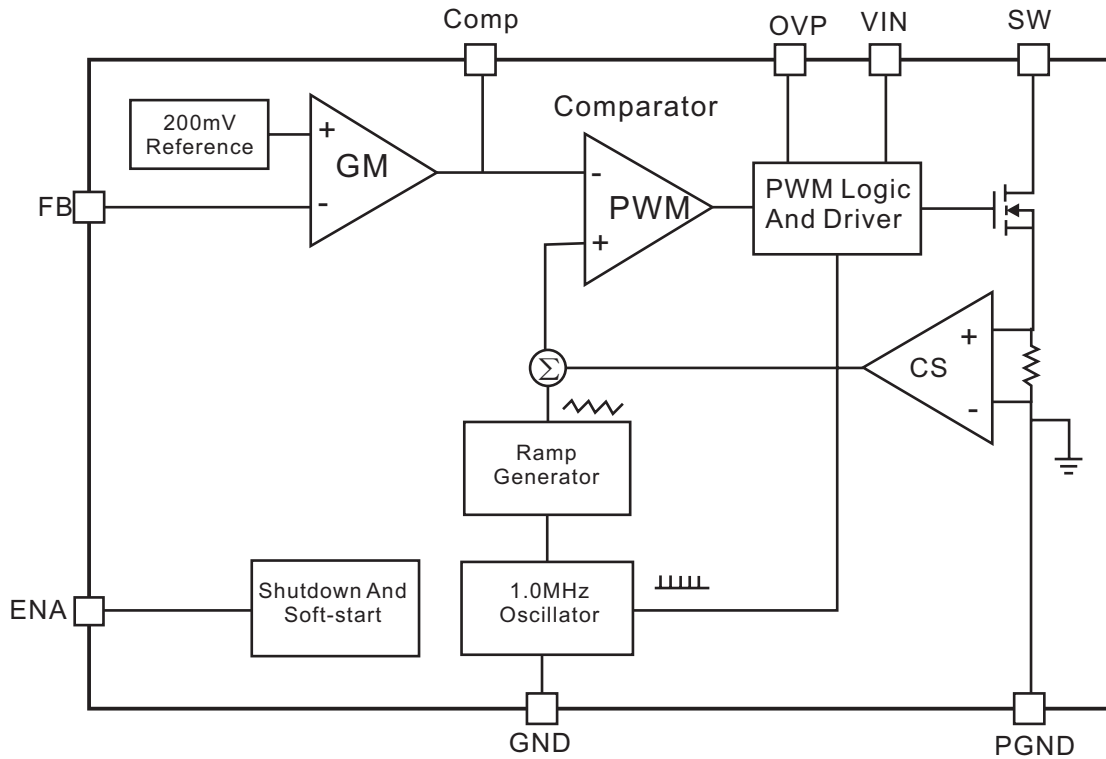 Comp
OVP
VIN
SW
200mV
Reference
+
-
GM
FB
Comparator
-
+
PWM
PWM Logic
And Driver
+
-
CS
Σ
Ramp
Generator
1.0MHz
Oscillator
Shutdown And
Soft-start
ENA
GND
PGND